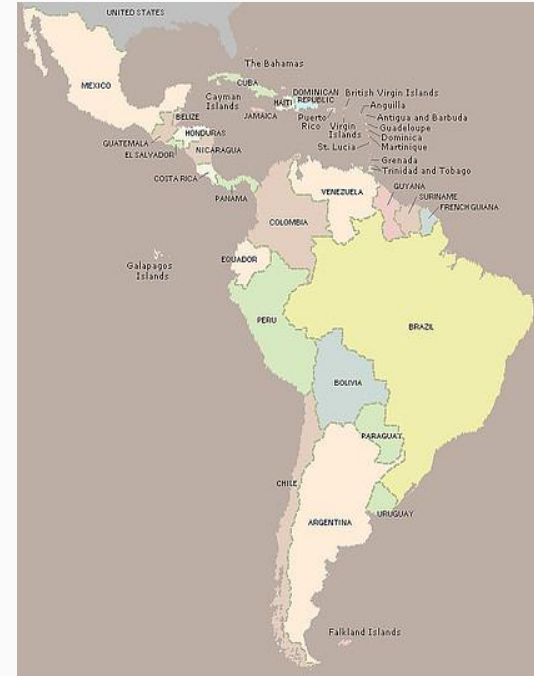 UNITED STATES
The Bahamas
MEXICO
CUBA
Cayman
Islands
DOMINICAN
REPUBLIC
British Virgin Islands
HAITI
Anguilla
BELIZE
JAMAICA
Puerto
Rico
Virgin
Islands
Antigua and Barbuda
Guadeloupe
HONDURAS
Dominica
GUATEMALA
St. Lucia
Martinique
EL SALVADOR
NICARAGUA
Grenada
Trinidad and Tobago
COSTA RICA
VENEZUELA
GUYANA
PANAMA
SURINAME
FRENCH GUIANA
COLOMBIA
Galapagos
Islands
ECUADOR
PERU
BRAZIL
BOLIVIA
PARAGUAY
CHILE
URUGUAY
ARGENTINA
Falkland Islands